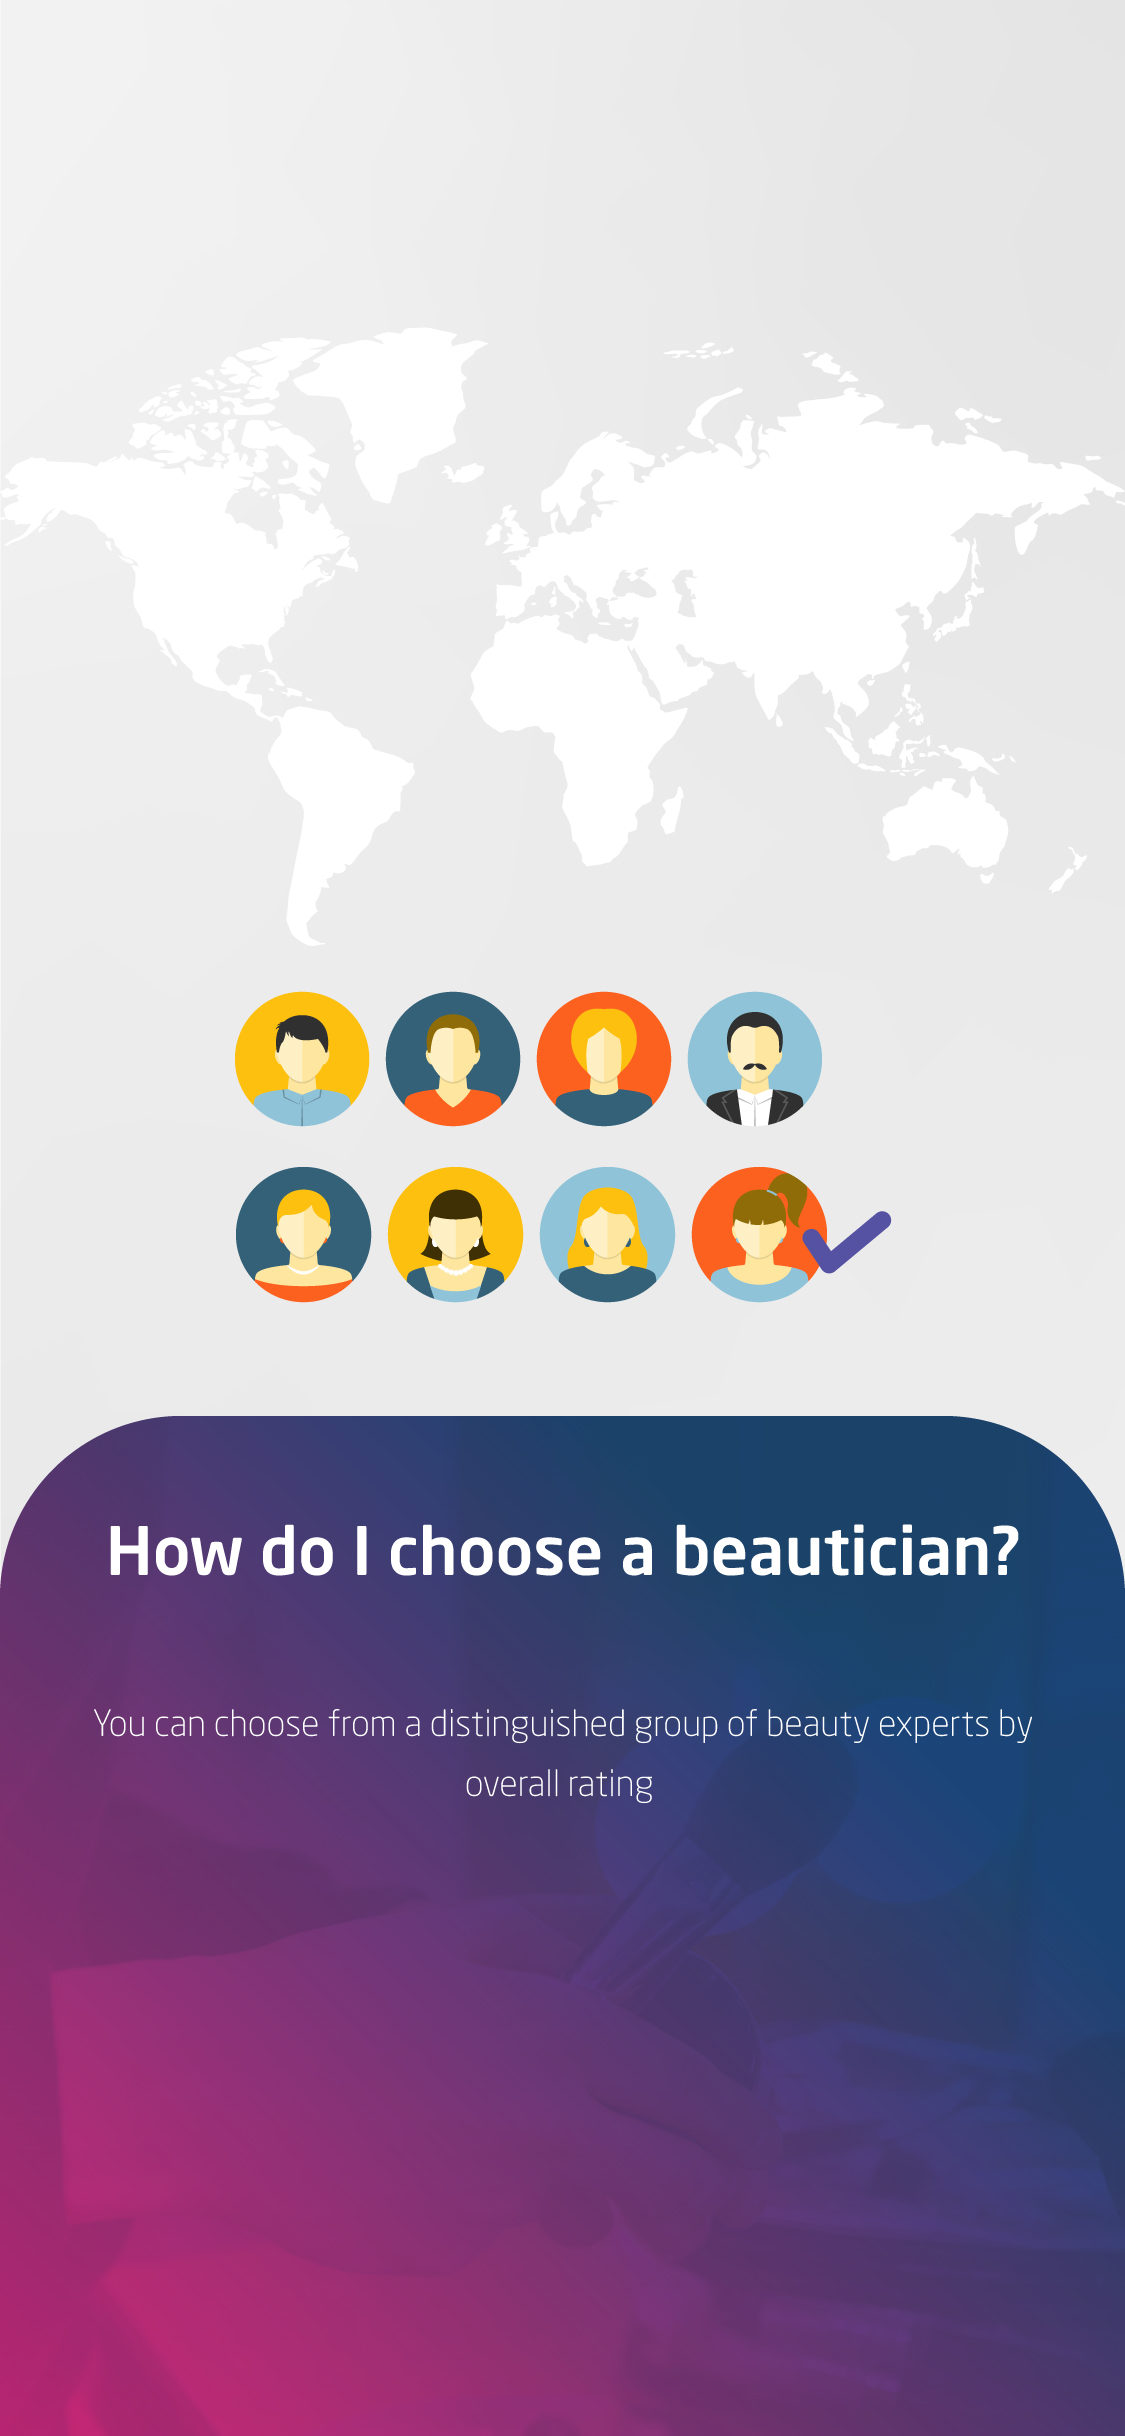 How do I choose a beautician?
You can choose from a distinguished group of beauty experts by
overall rating